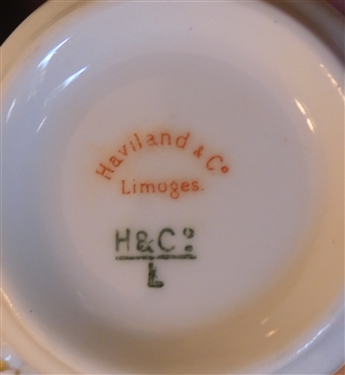 Haviland & Co
Limoges.
H&Co
L